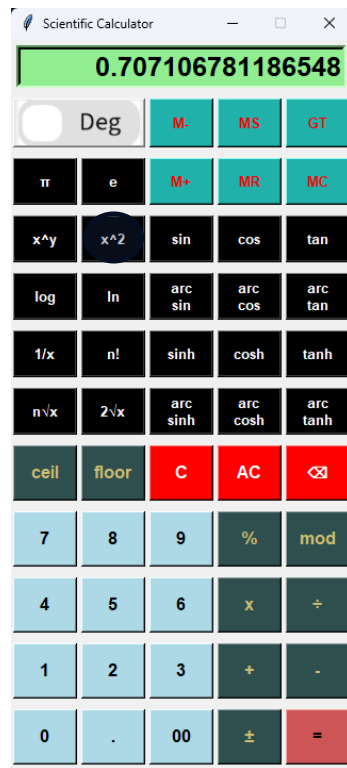 Scientific Calculator
0.707106781186548
Deg M- MS GT
π e M+ MR MC
x^y x^2 sin cos tan
log ln arc sin arc cos arc tan
1/x n! sinh cosh tanh
n√x 2√x arc sinh arc cosh arc tanh
ceil floor C AC ⌫
7 8 9 % mod
4 5 6 x ÷
1 2 3 + -
0 . 00 ± =